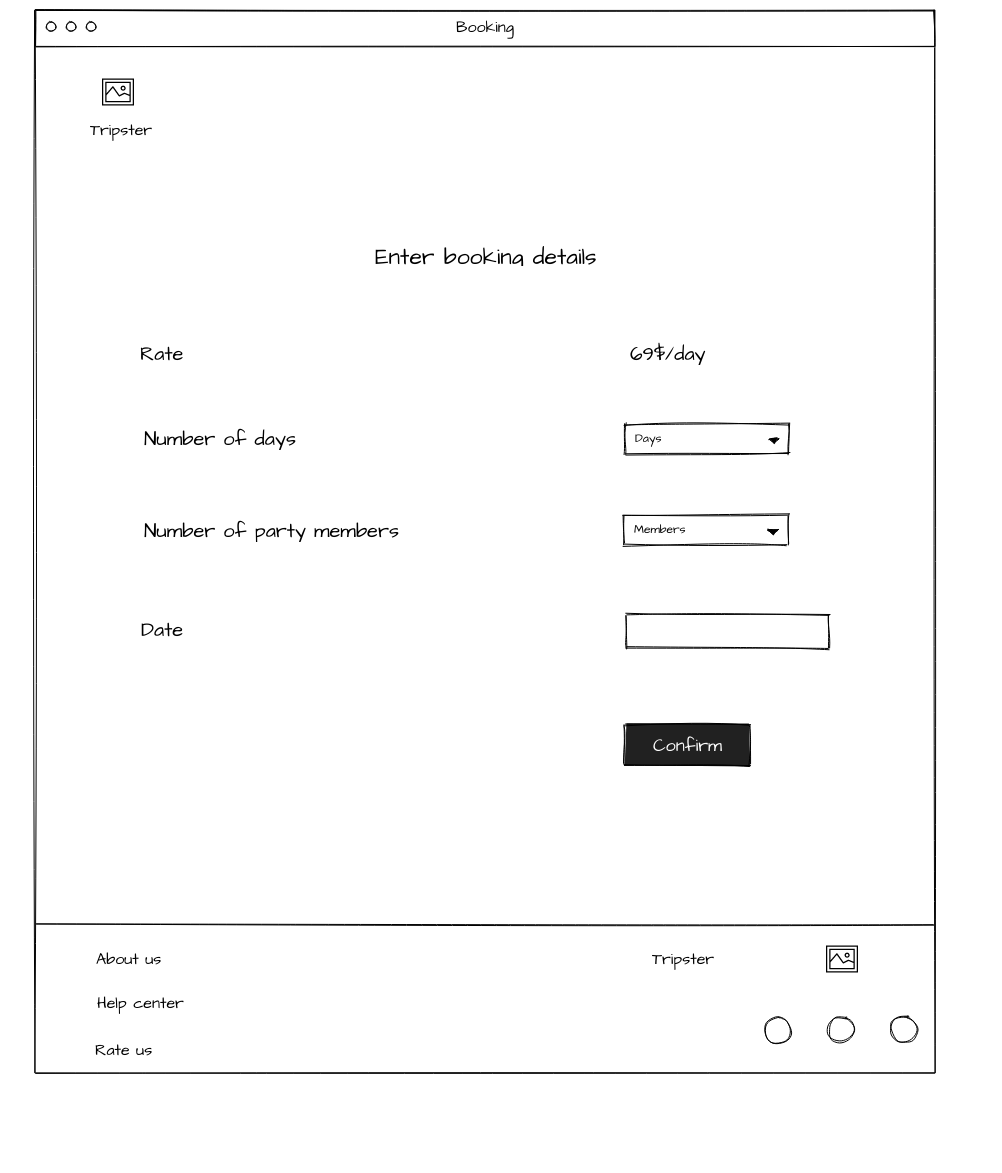 Booking
Tripster
Enter booking details
Rate
69$/day
Number of days
Days
Number of party members
Members
Date
Confirm
About us
Tripster
Help center
Rate us